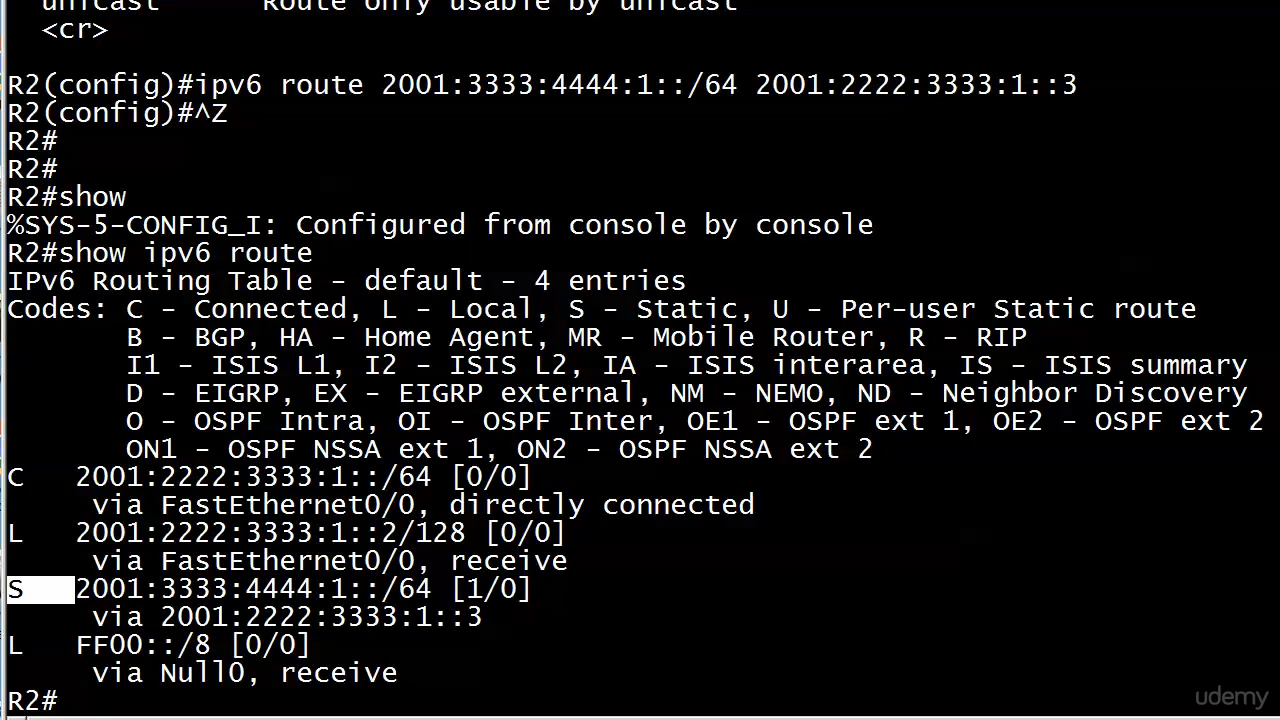 unicast      Route only usable by unicast
<cr>
R2(config)#ipv6 route 2001:3333:4444:1::/64 2001:2222:3333:1::3
R2(config)#^Z
R2#
R2#
R2#show
%SYS-5-CONFIG_I: Configured from console by console
R2#show ipv6 route
IPv6 Routing Table - default - 4 entries
Codes: C - Connected, L - Local, S - Static, U - Per-user Static route
B - BGP, HA - Home Agent, MR - Mobile Router, R - RIP
I1 - ISIS L1, I2 - ISIS L2, IA - ISIS interarea, IS - ISIS summary
D - EIGRP, EX - EIGRP external, NM - NEMO, ND - Neighbor Discovery
O - OSPF Intra, OI - OSPF Inter, OE1 - OSPF ext 1, OE2 - OSPF ext 2
ON1 - OSPF NSSA ext 1, ON2 - OSPF NSSA ext 2
C   2001:2222:3333:1::/64 [0/0]
via FastEthernet0/0, directly connected
L   2001:2222:3333:1::2/128 [0/0]
via FastEthernet0/0, receive
S   2001:3333:4444:1::/64 [1/0]
via 2001:2222:3333:1::3
L   FF00::/8 [0/0]
via Null0, receive
R2#
udemy